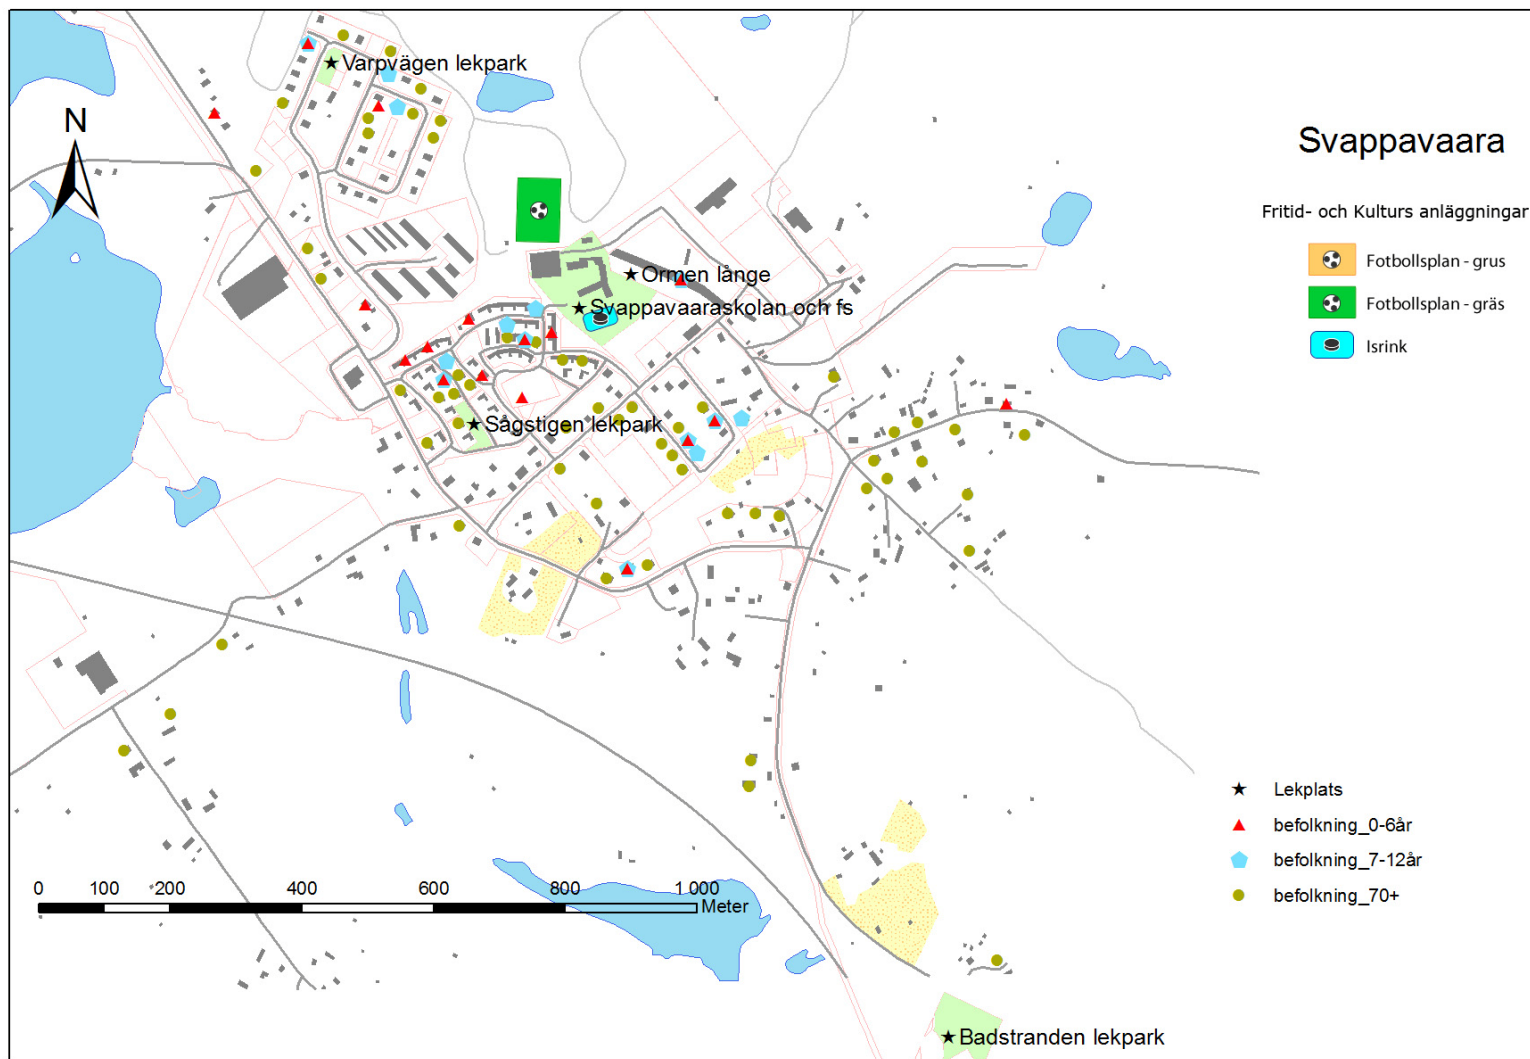 Varpvägen lekpark
N
Svappavaara
Fritid- och Kulturs anläggningar
Fotbollsplan - grus
Fotbollsplan - gräs
Isrink
Ormen långe
Svappavaaraskolan och fs
Sågstigen lekpark
Lekplats
befolkning_0-6år
befolkning_7-12år
befolkning_70+
0 100 200 400 600 800 1 000
Meter
Badstranden lekpark